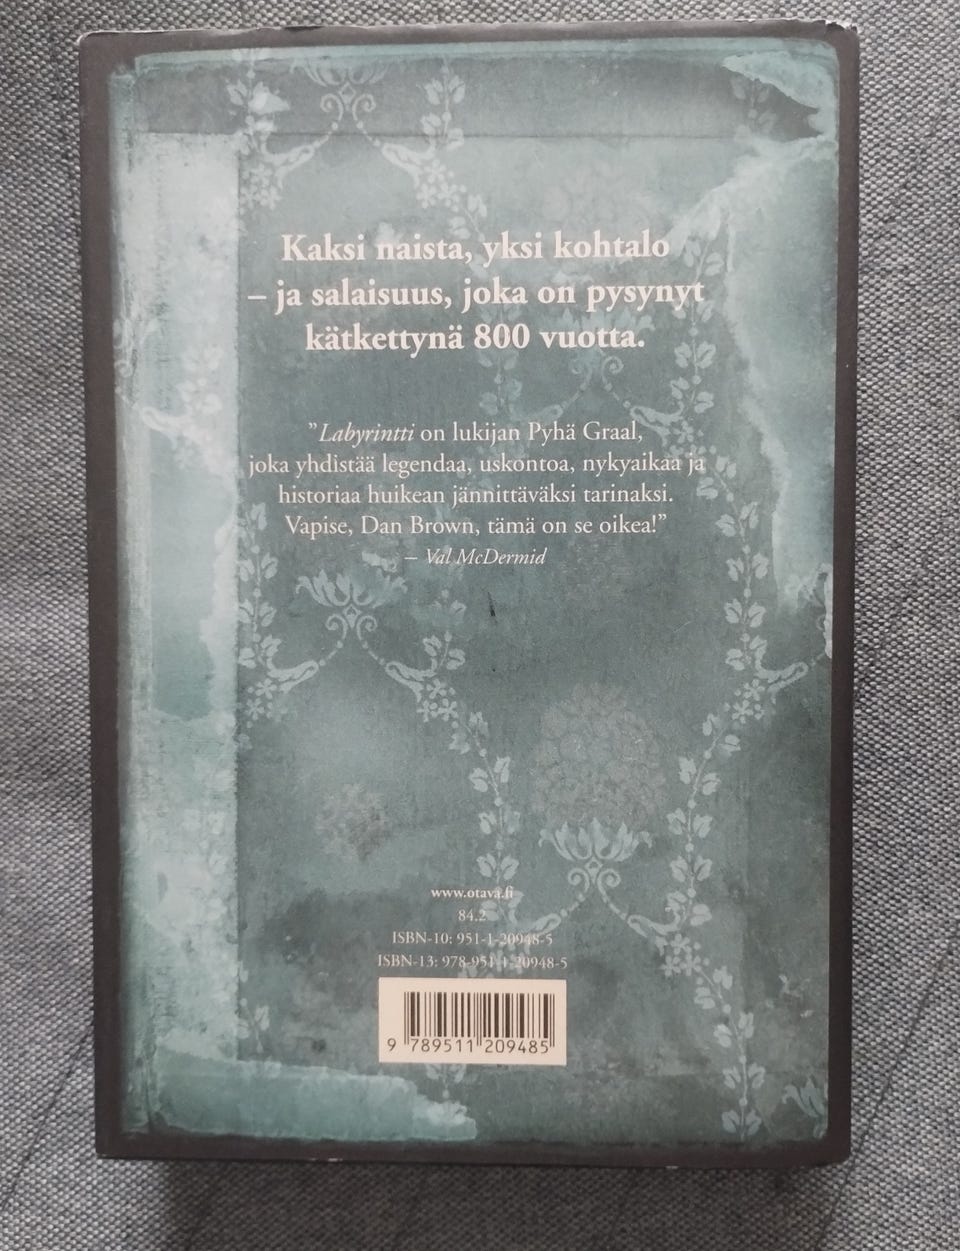 Kaksi naista, yksi kohtalo
– ja salaisuus, joka on pysynyt
kätkettynä 800 vuotta.
”Labyrintti on lukijan Pyhä Graal,
joka yhdistää legendaa, uskontoa, nykyaikaa ja
historiaa huikean jännittäväksi tarinaksi.
Vapise, Dan Brown, tämä on se oikea!”
– Val McDermid
www.otava.fi
84.2
ISBN-10: 951-1-20948-5
ISBN-13: 978-951-1-20948-5
9 789511 209485